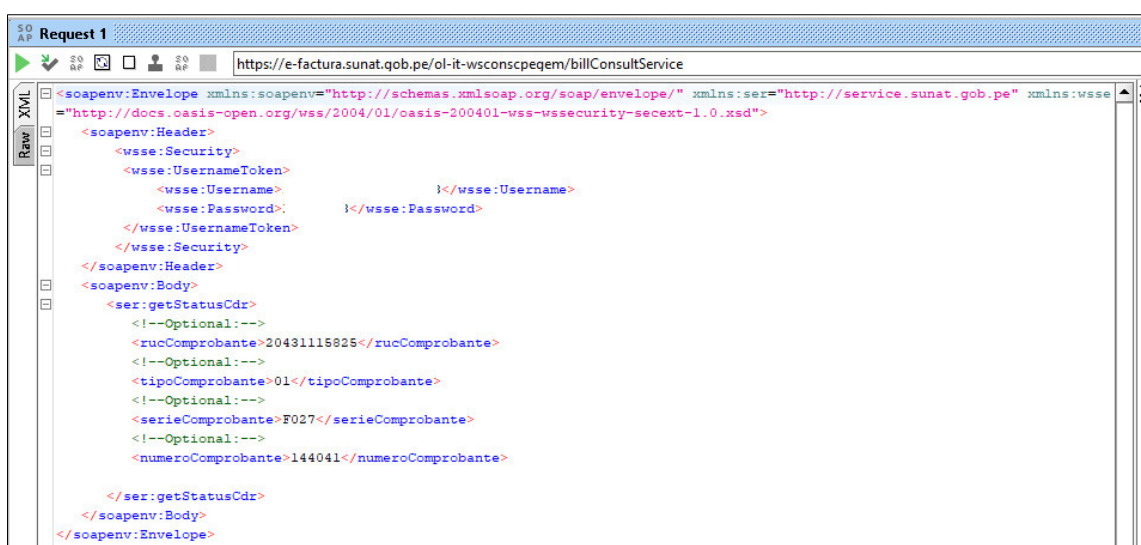 SO AP Request 1
https://e-factura.sunat.gob.pe/ol-it-wsconscpegem/billConsultService
XML
Raw
<soapenv:Envelope xmlns:soapenv="http://schemas.xmlsoap.org/soap/envelope/" xmlns:ser="http://service.sunat.gob.pe" xmlns:wsse
="http://docs.oasis-open.org/wss/2004/01/oasis-200401-wss-wssecurity-secext-1.0.xsd">
<soapenv:Header>
<wsse:Security>
<wsse:UsernameToken>
<wsse:Username></wsse:Username>
<wsse:Password></wsse:Password>
</wsse:UsernameToken>
</wsse:Security>
</soapenv:Header>
<soapenv:Body>
<ser:getStatusCdr>
<!--Optional:-->
<rucComprobante>20431115825</rucComprobante>
<!--Optional:-->
<tipoComprobante>01</tipoComprobante>
<!--Optional:-->
<serieComprobante>F027</serieComprobante>
<!--Optional:-->
<numeroComprobante>144041</numeroComprobante>
</ser:getStatusCdr>
</soapenv:Body>
</soapenv:Envelope>